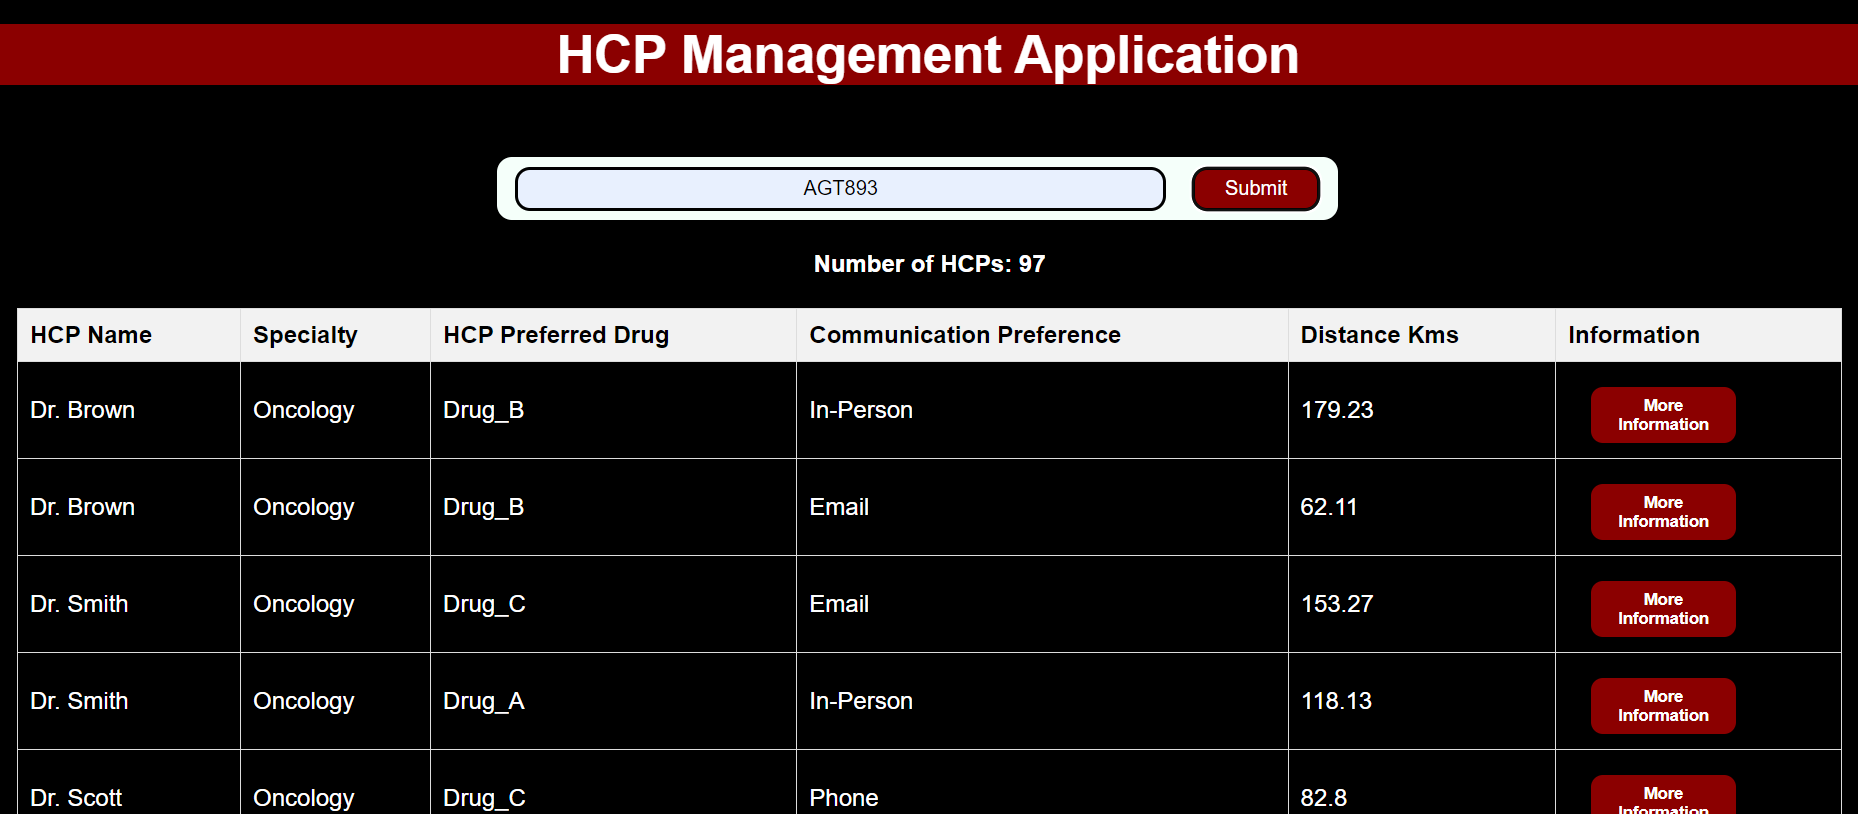 HCP Management Application
AGT893 Submit
Number of HCPs: 97
HCP Name Specialty HCP Preferred Drug Communication Preference Distance Kms Information
Dr. Brown Oncology Drug_B In-Person 179.23 More Information
Dr. Brown Oncology Drug_B Email 62.11 More Information
Dr. Smith Oncology Drug_C Email 153.27 More Information
Dr. Smith Oncology Drug_A In-Person 118.13 More Information
Dr. Scott Oncology Drug_C Phone 82.8 More Information